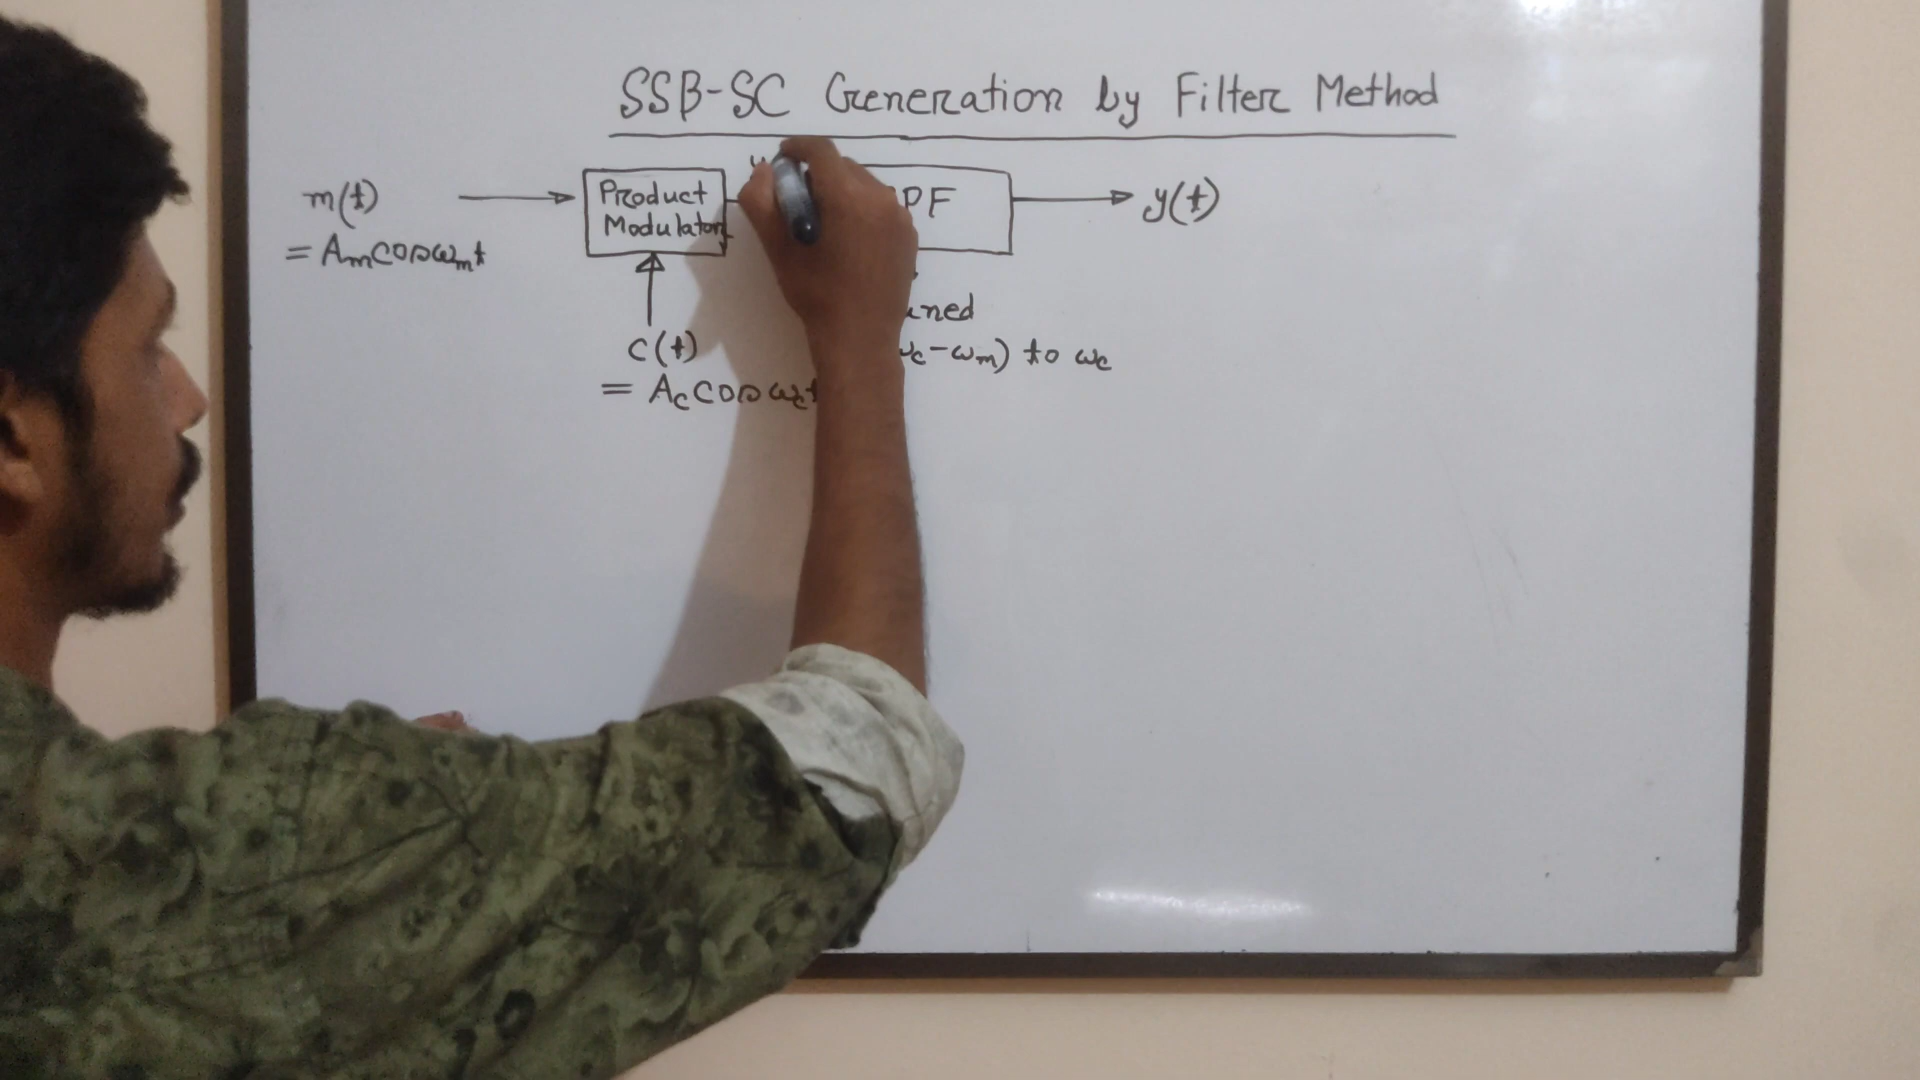 SSB-SC Generation by Filter Method
m(t)
= Amcosωmt
Product
Modulator
PF
y(t)
c(t)
= Accosωct
ned
c-ωm) to ωc